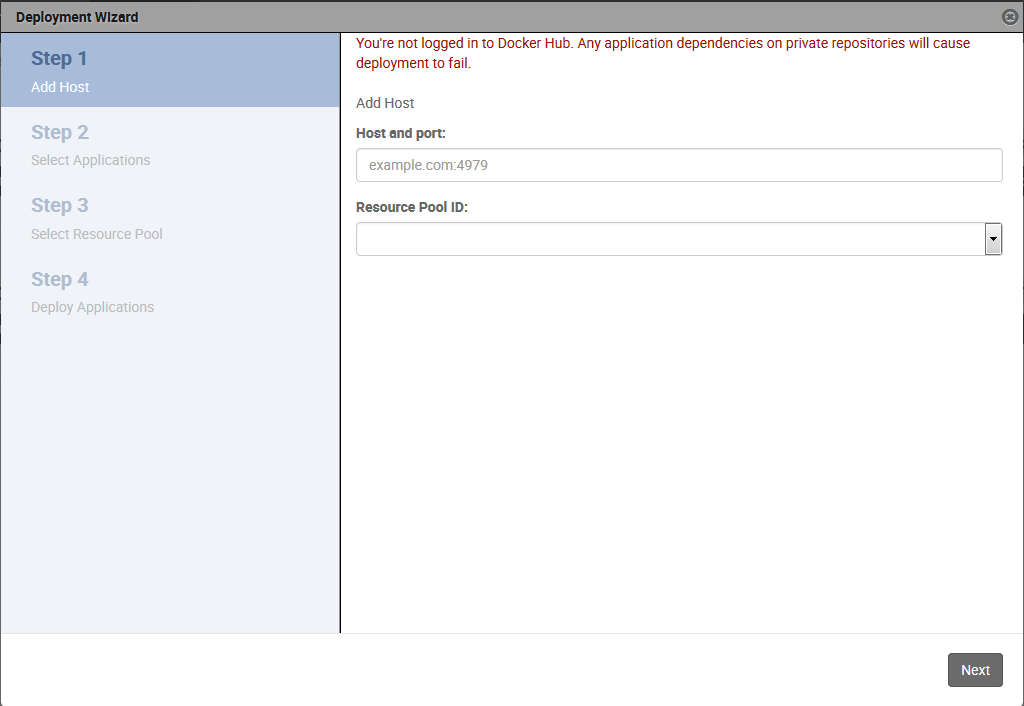 Deployment Wizard
Step 1
Add Host
Step 2
Select Applications
Step 3
Select Resource Pool
Step 4
Deploy Applications
You're not logged in to Docker Hub. Any application dependencies on private repositories will cause
deployment to fail.
Add Host
Host and port:
example.com:4979
Resource Pool ID:
Next